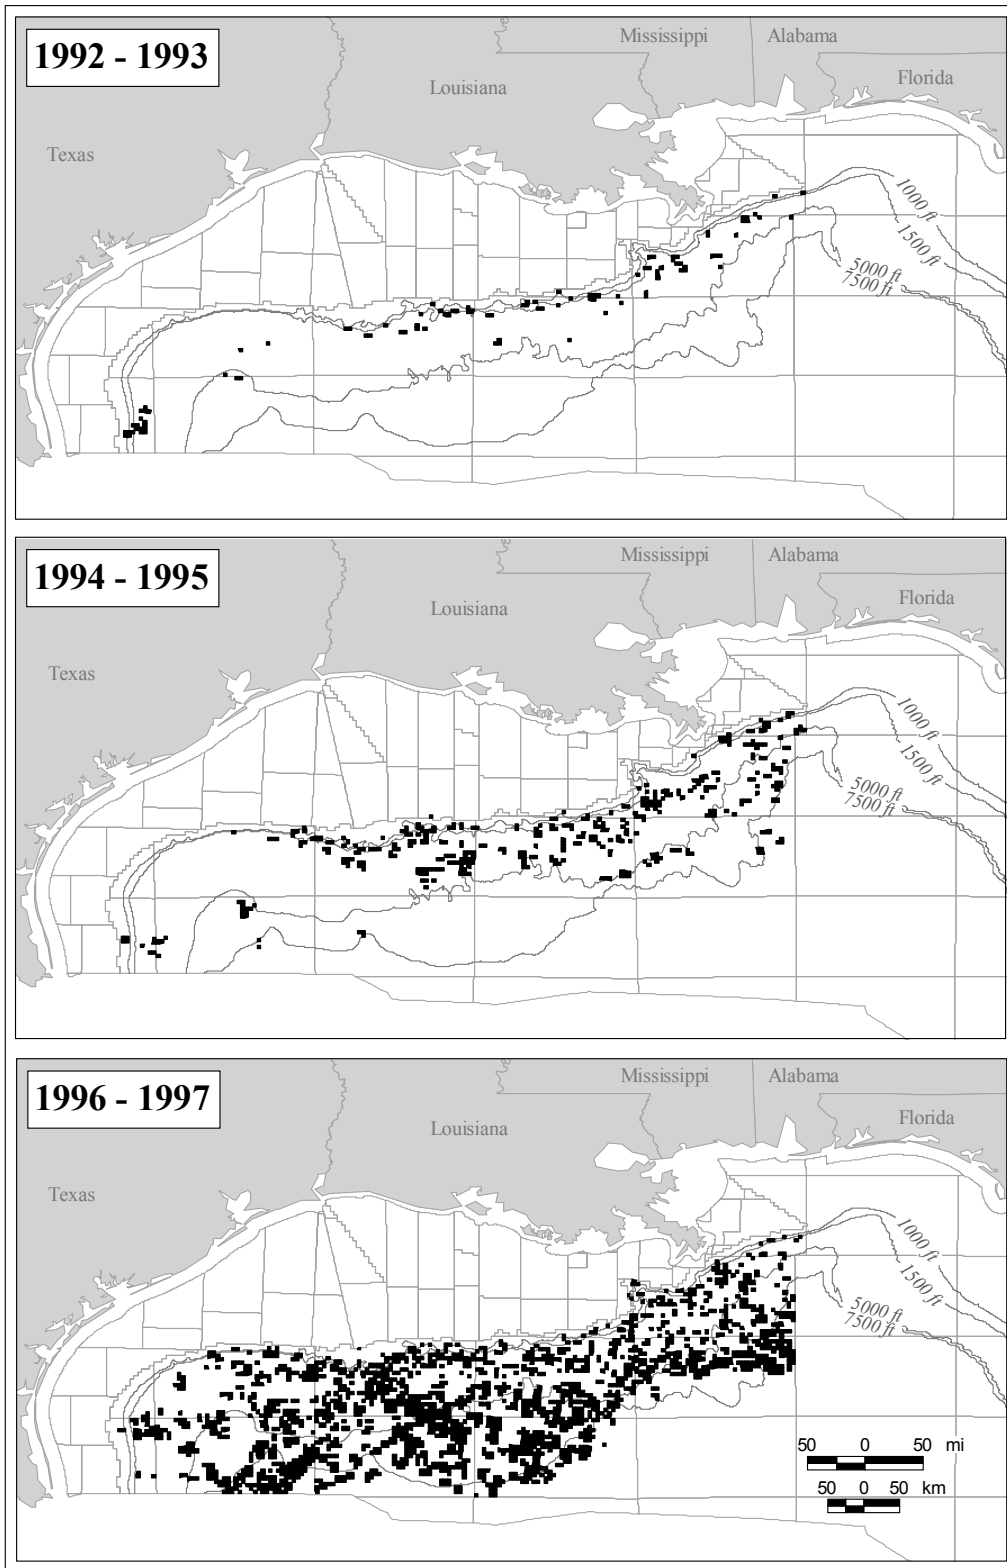 1992 - 1993
Mississippi
Alabama
Florida
Louisiana
Texas
1000 ft
1500 ft
5000 ft
7500 ft
1994 - 1995
Mississippi
Alabama
Florida
Louisiana
Texas
1000 ft
1500 ft
5000 ft
7500 ft
1996 - 1997
Mississippi
Alabama
Florida
Louisiana
Texas
1000 ft
1500 ft
5000 ft
7500 ft
50 0 50 mi
50 0 50 km